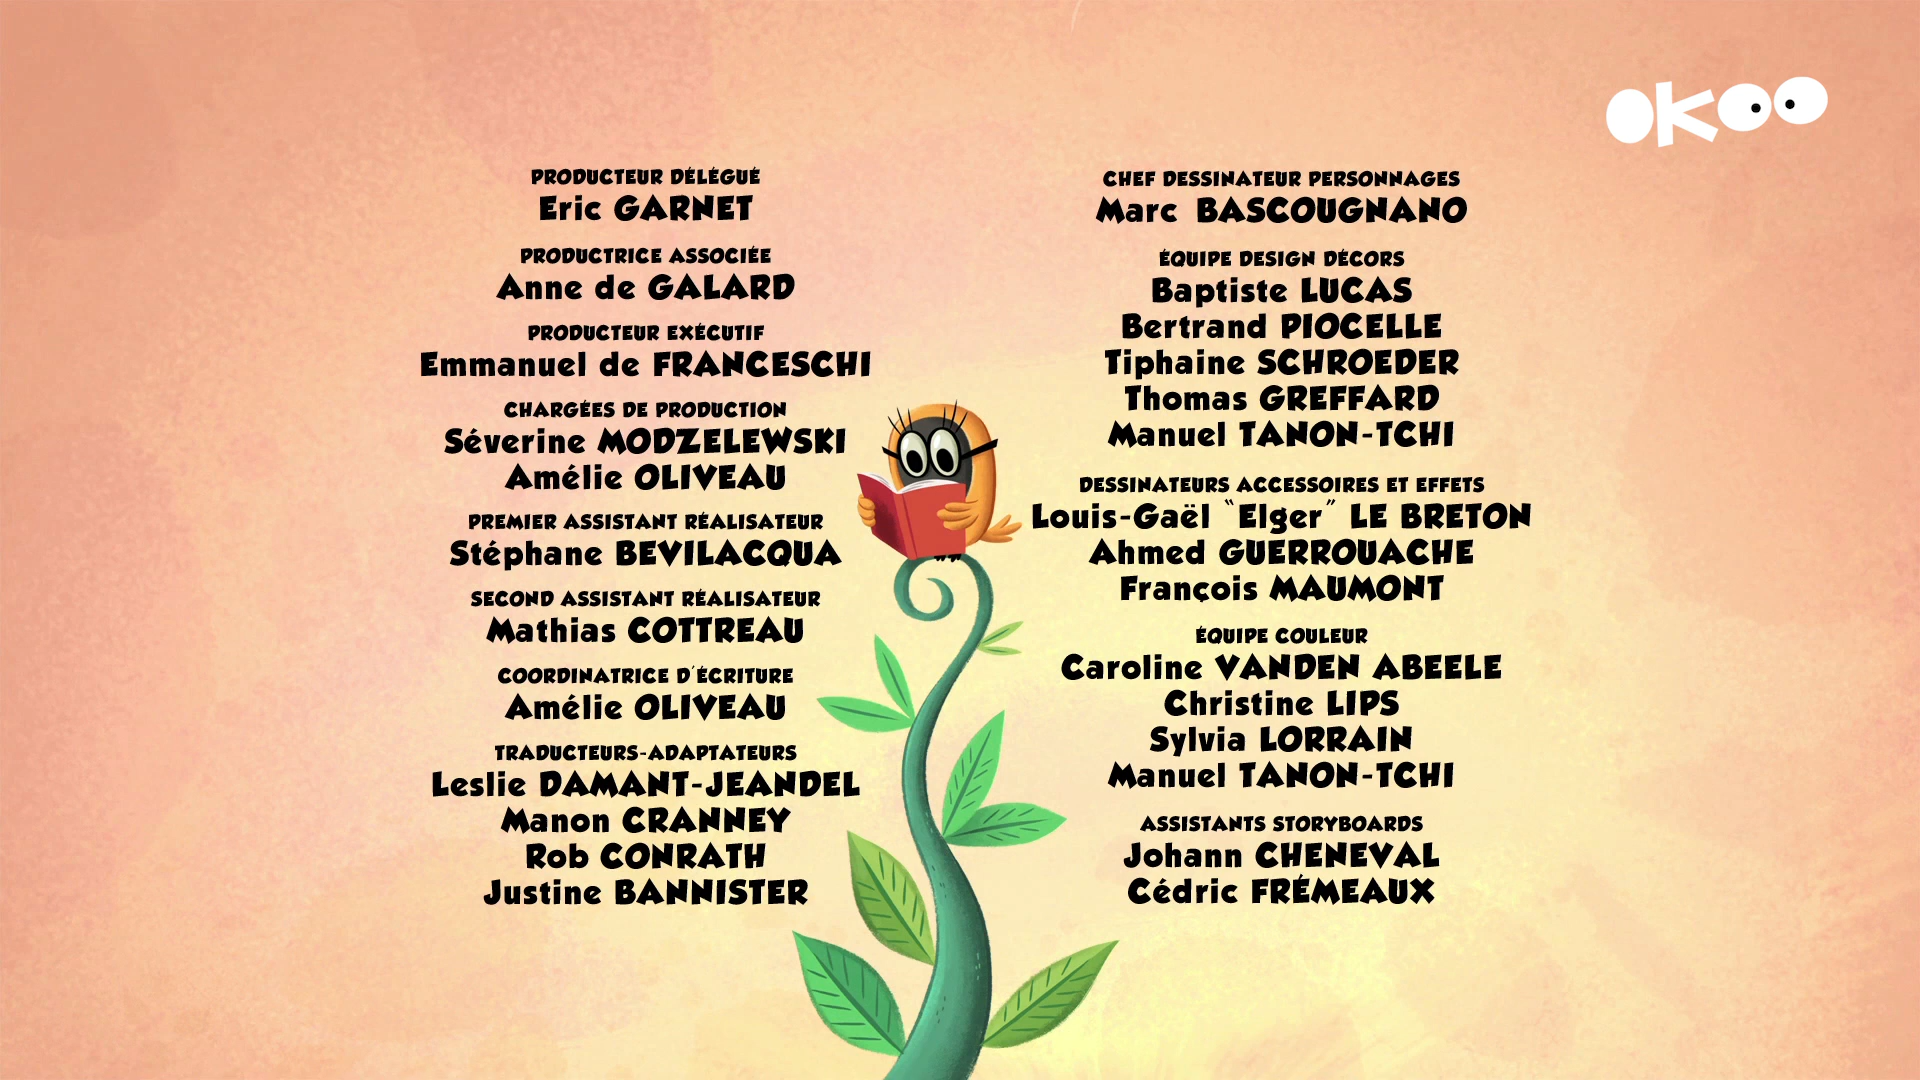 OKOO
PRODUCTEUR DÉLÉGUÉ
Eric GARNET
PRODUCTRICE ASSOCIÉE
Anne de GALARD
PRODUCTEUR EXÉCUTIF
Emmanuel de FRANCESCHI
CHARGÉES DE PRODUCTION
Séverine MODZELEWSKI
Amélie OLIVEAU
PREMIER ASSISTANT RÉALISATEUR
Stéphane BEVILACQUA
SECOND ASSISTANT RÉALISATEUR
Mathias COTTREAU
COORDINATRICE D'ÉCRITURE
Amélie OLIVEAU
TRADUCTEURS-ADAPTATEURS
Leslie DAMANT-JEANDEL
Manon CRANNEY
Rob CONRATH
Justine BANNISTER
CHEF DESSINATEUR PERSONNAGES
Marc BASCOUGNANO
ÉQUIPE DESIGN DÉCORS
Baptiste LUCAS
Bertrand PIOCELLE
Tiphaine SCHROEDER
Thomas GREFFARD
Manuel TANON-TCHI
DESSINATEURS ACCESSOIRES ET EFFETS
Louis-Gaël "Elger" LE BRETON
Ahmed GUERROUACHE
François MAUMONT
ÉQUIPE COULEUR
Caroline VANDEN ABEELE
Christine LIPS
Sylvia LORRAIN
Manuel TANON-TCHI
ASSISTANTS STORYBOARDS
Johann CHENEVAL
Cédric FRÉMEAUX